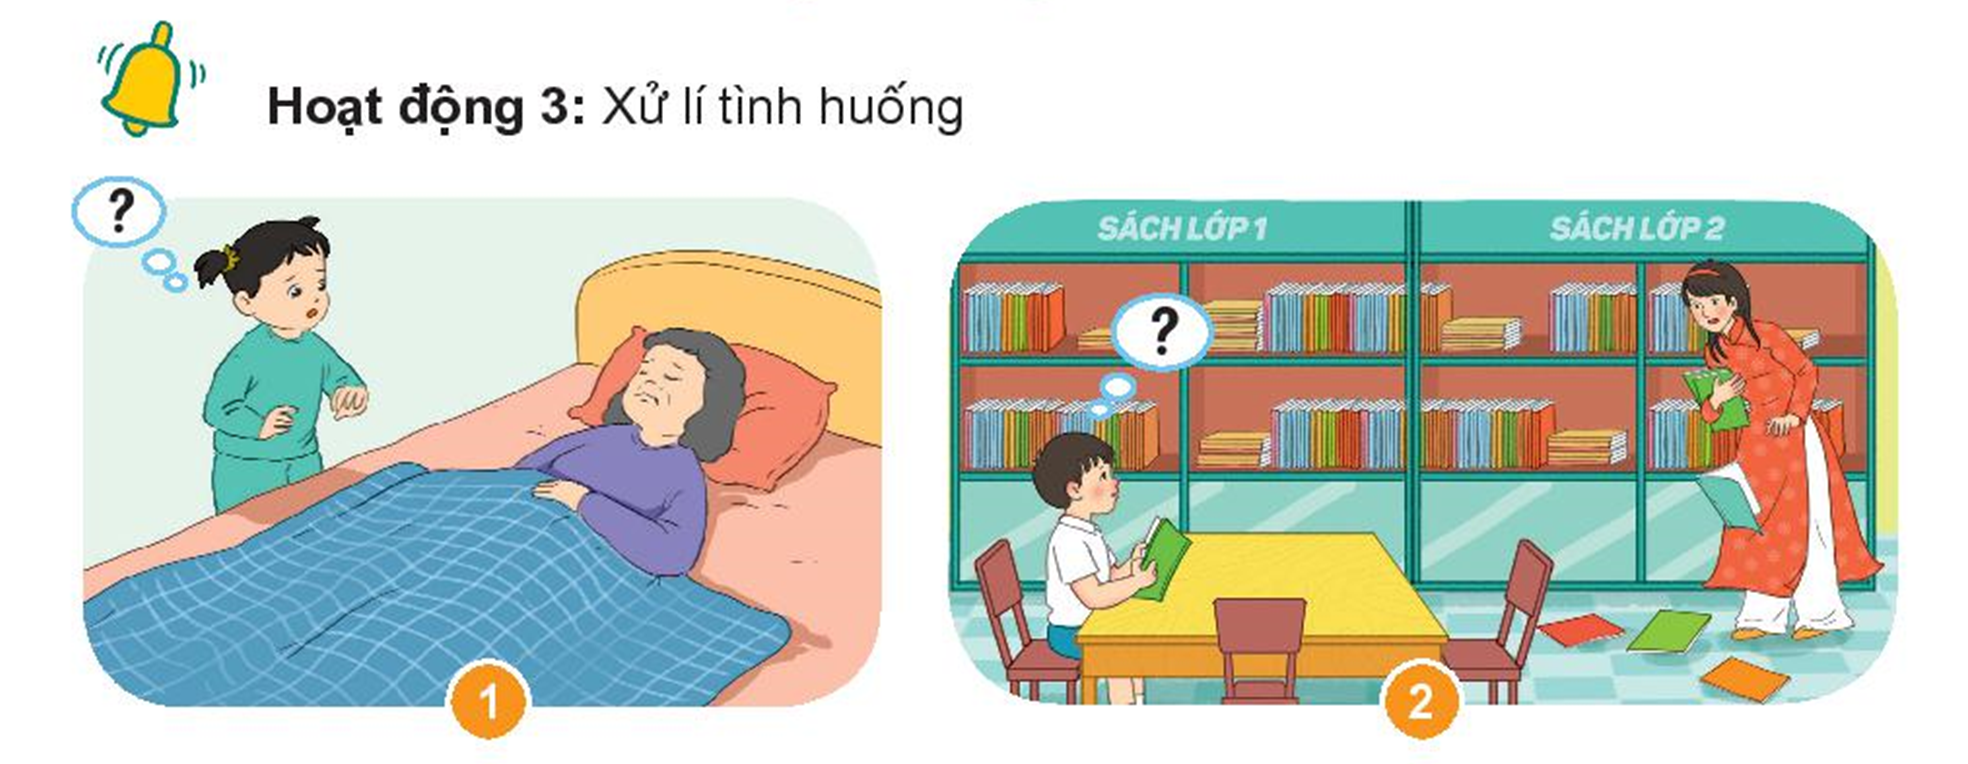 Hoạt động 3: Xử lí tình huống
?
1
SÁCH LỚP 1
SÁCH LỚP 2
?
2